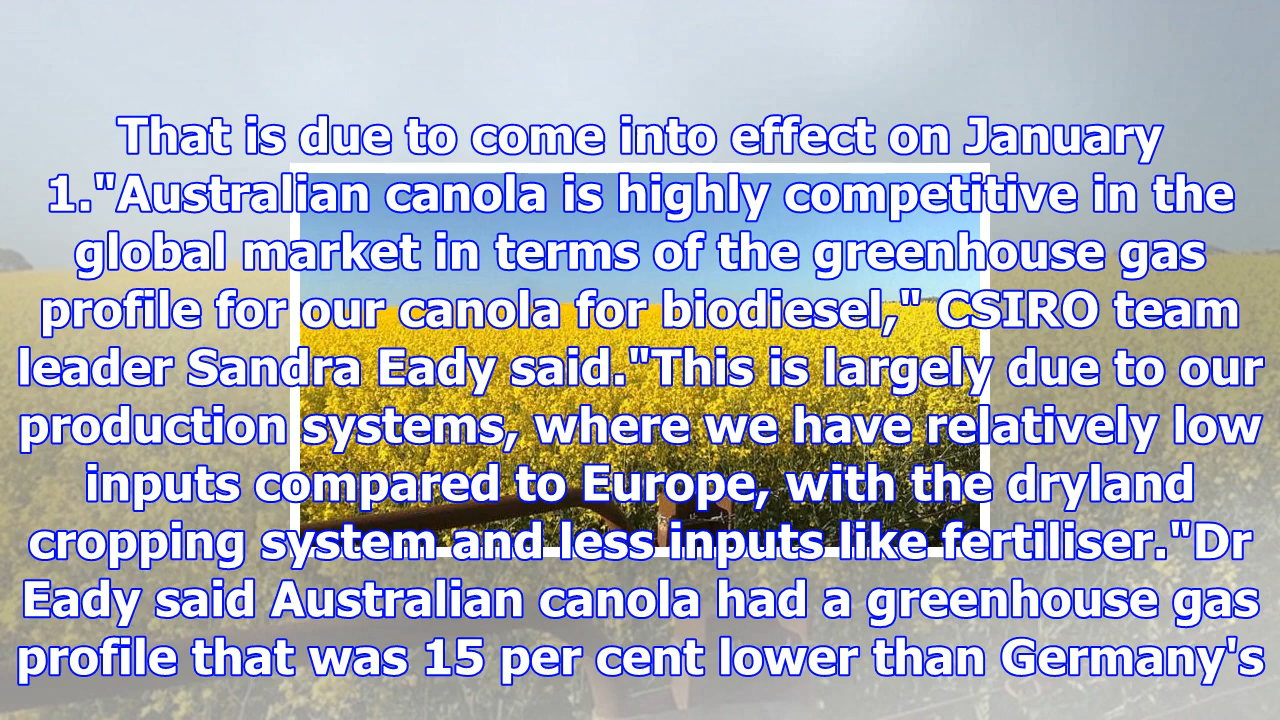 That is due to come into effect on January
1."Australian canola is highly competitive in the
global market in terms of the greenhouse gas
profile for our canola for biodiesel," CSIRO team
leader Sandra Eady said."This is largely due to our
production systems, where we have relatively low
inputs compared to Europe, with the dryland
cropping system and less inputs like fertiliser."Dr
Eady said Australian canola had a greenhouse gas
profile that was 15 per cent lower than Germany's